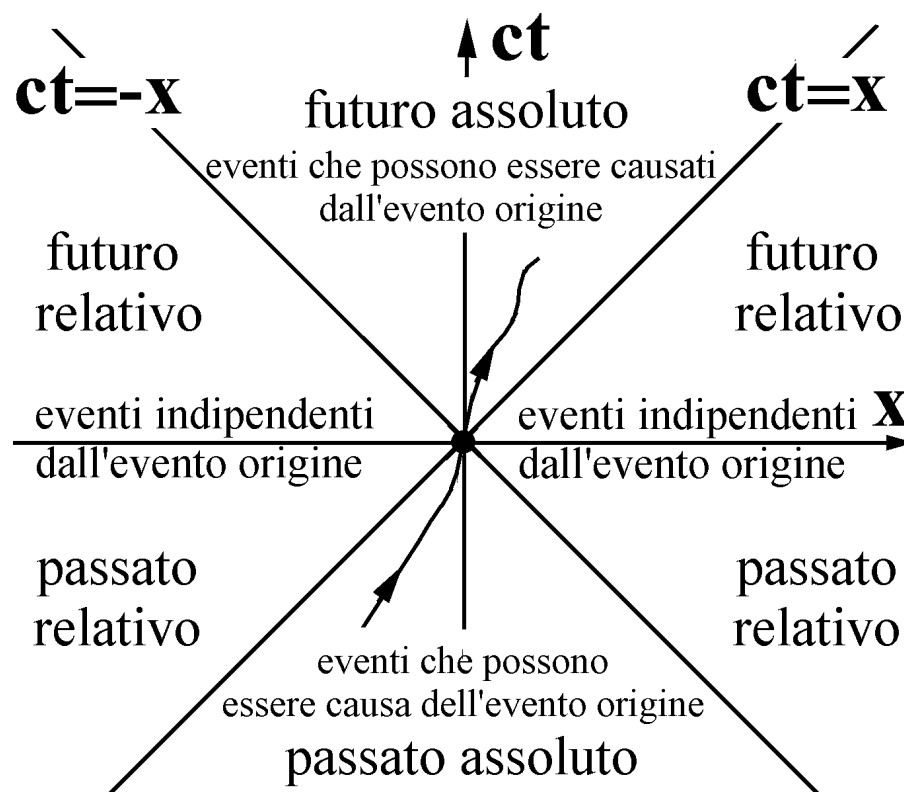 ct
ct=-x
ct=x
futuro assoluto
eventi che possono essere causati
dall'evento origine
futuro
relativo
futuro
relativo
eventi indipendenti
dall'evento origine
eventi indipendenti
dall'evento origine
x
passato
relativo
passato
relativo
eventi che possono
essere causa dell'evento origine
passato assoluto